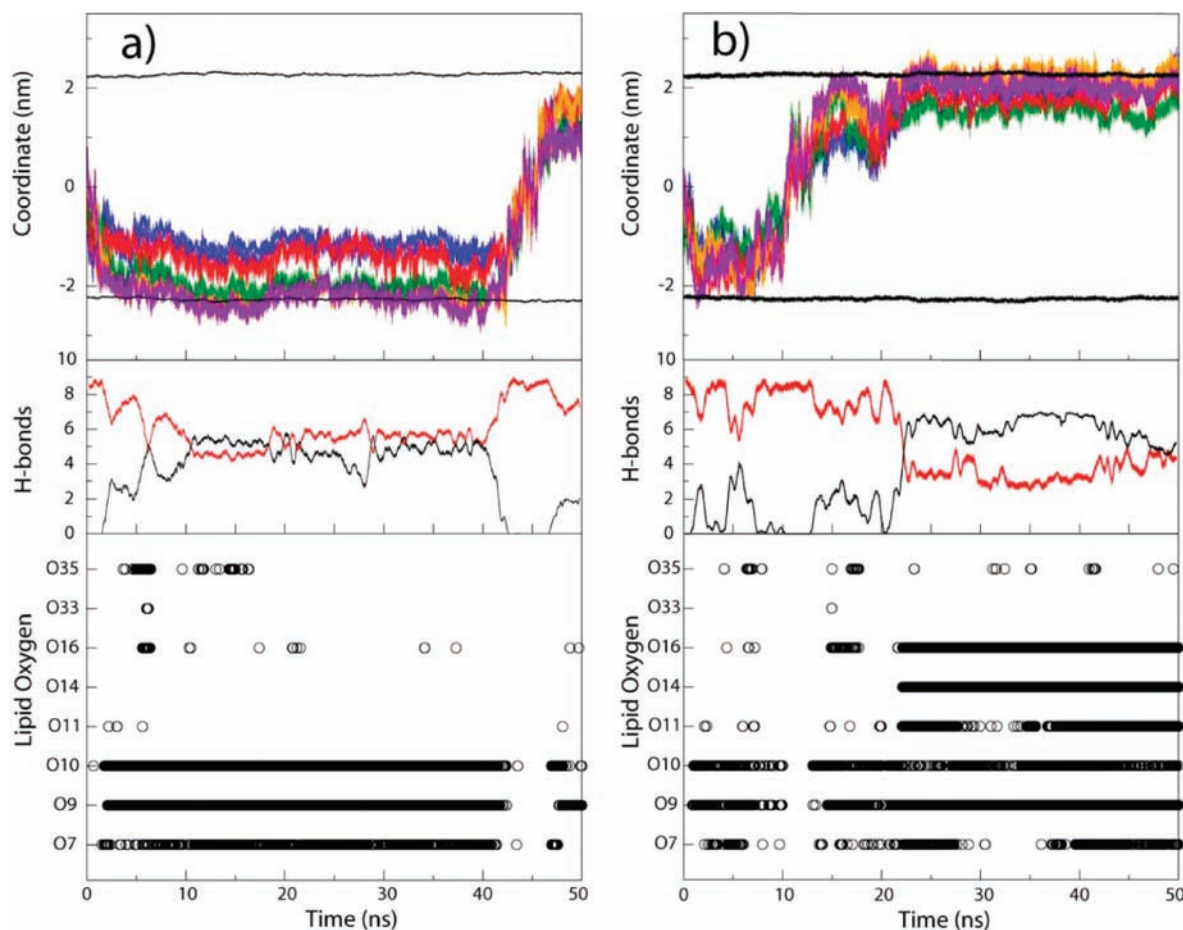 a)
b)
Coordinate (nm)
2
0
-2
Coordinate (nm)
2
0
-2
H-bonds
10
8
6
4
2
0
H-bonds
10
8
6
4
2
0
Lipid Oxygen
O35
O33
O16
O14
O11
O10
O9
O7
Lipid Oxygen
O35
O33
O16
O14
O11
O10
O9
O7
0 10 20 30 40 50
0 10 20 30 40 50
Time (ns)
Time (ns)